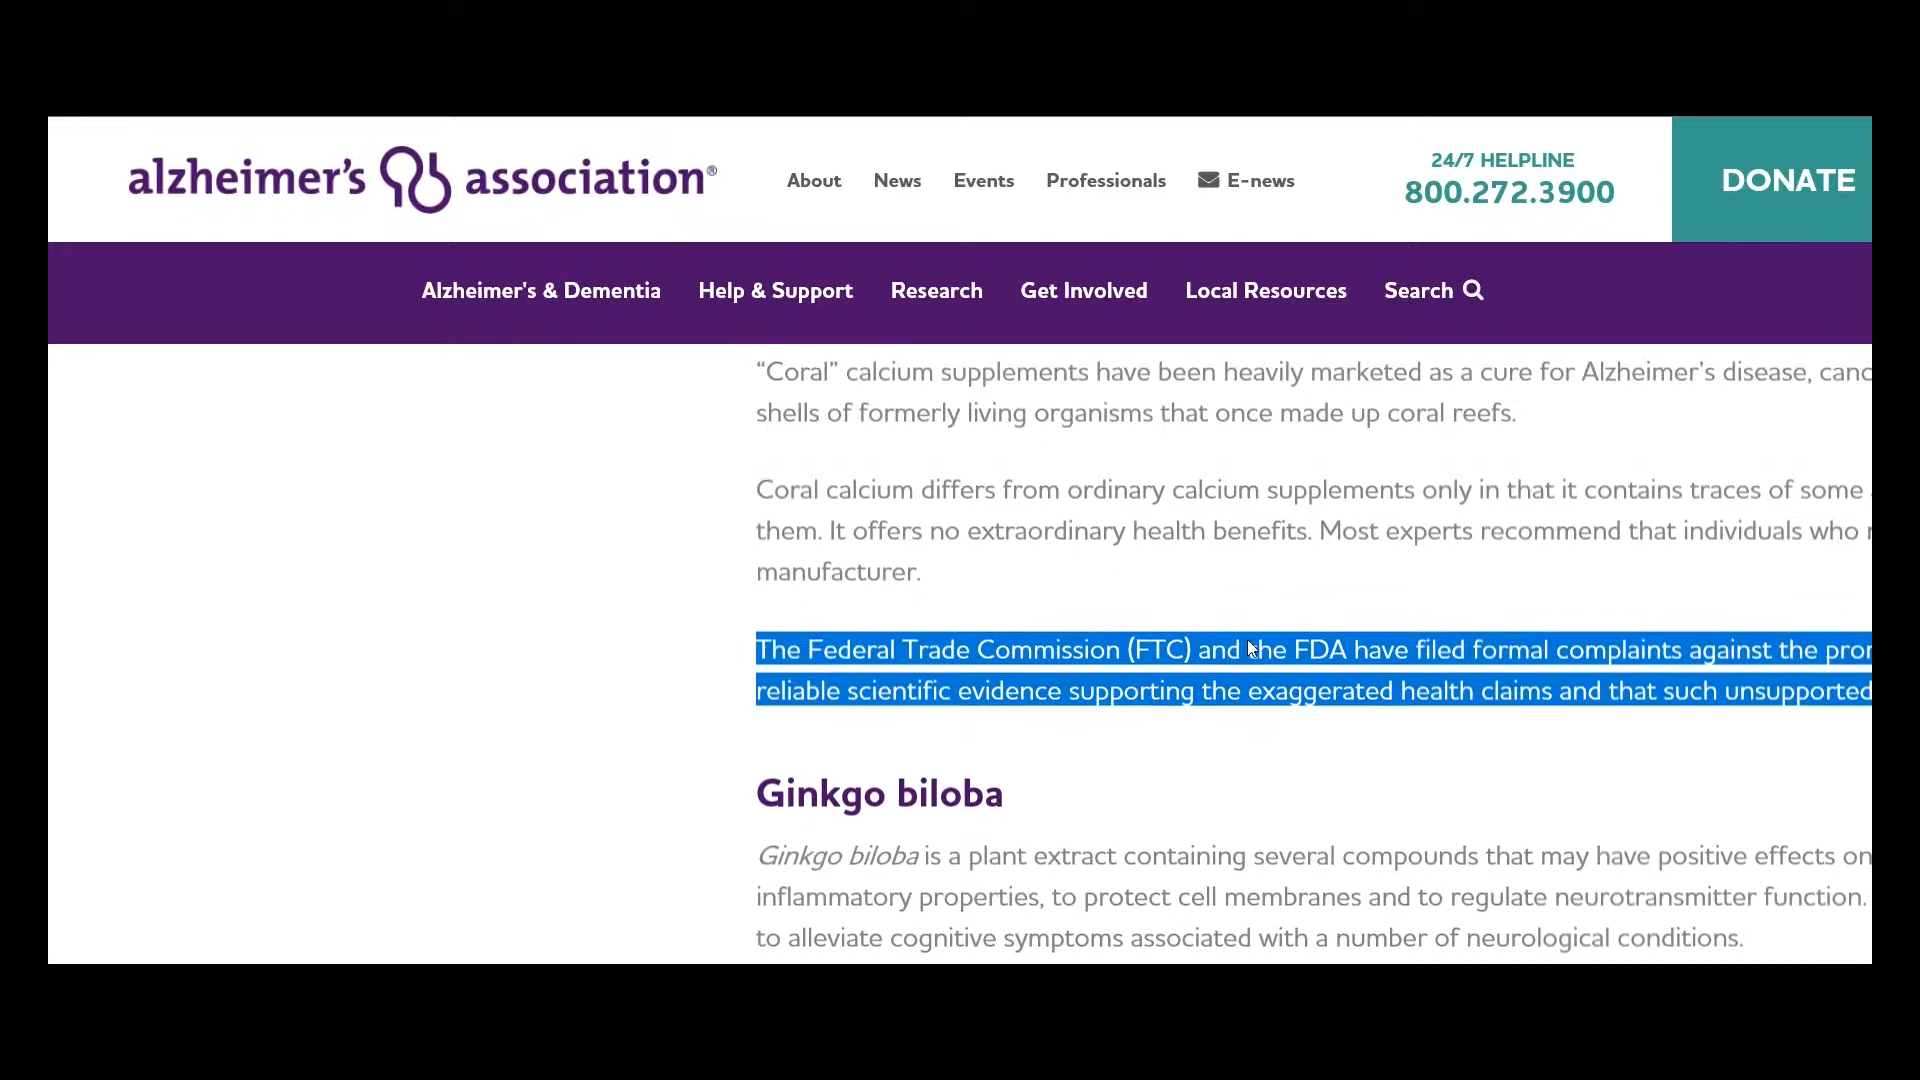 alzheimer's association®
About News Events Professionals E-news
24/7 HELPLINE
800.272.3900
DONATE
Alzheimer's & Dementia Help & Support Research Get Involved Local Resources Search
“Coral” calcium supplements have been heavily marketed as a cure for Alzheimer’s disease,
shells of formerly living organisms that once made up coral reefs.
Coral calcium differs from ordinary calcium supplements only in that it contains traces of some
them. It offers no extraordinary health benefits. Most experts recommend that individuals who
manufacturer.
The Federal Trade Commission (FTC) and the FDA have filed formal complaints against the
reliable scientific evidence supporting the exaggerated health claims and that such unsupported
Ginkgo biloba
Ginkgo biloba is a plant extract containing several compounds that may have positive effects on
inflammatory properties, to protect cell membranes and to regulate neurotransmitter function.
to alleviate cognitive symptoms associated with a number of neurological conditions.